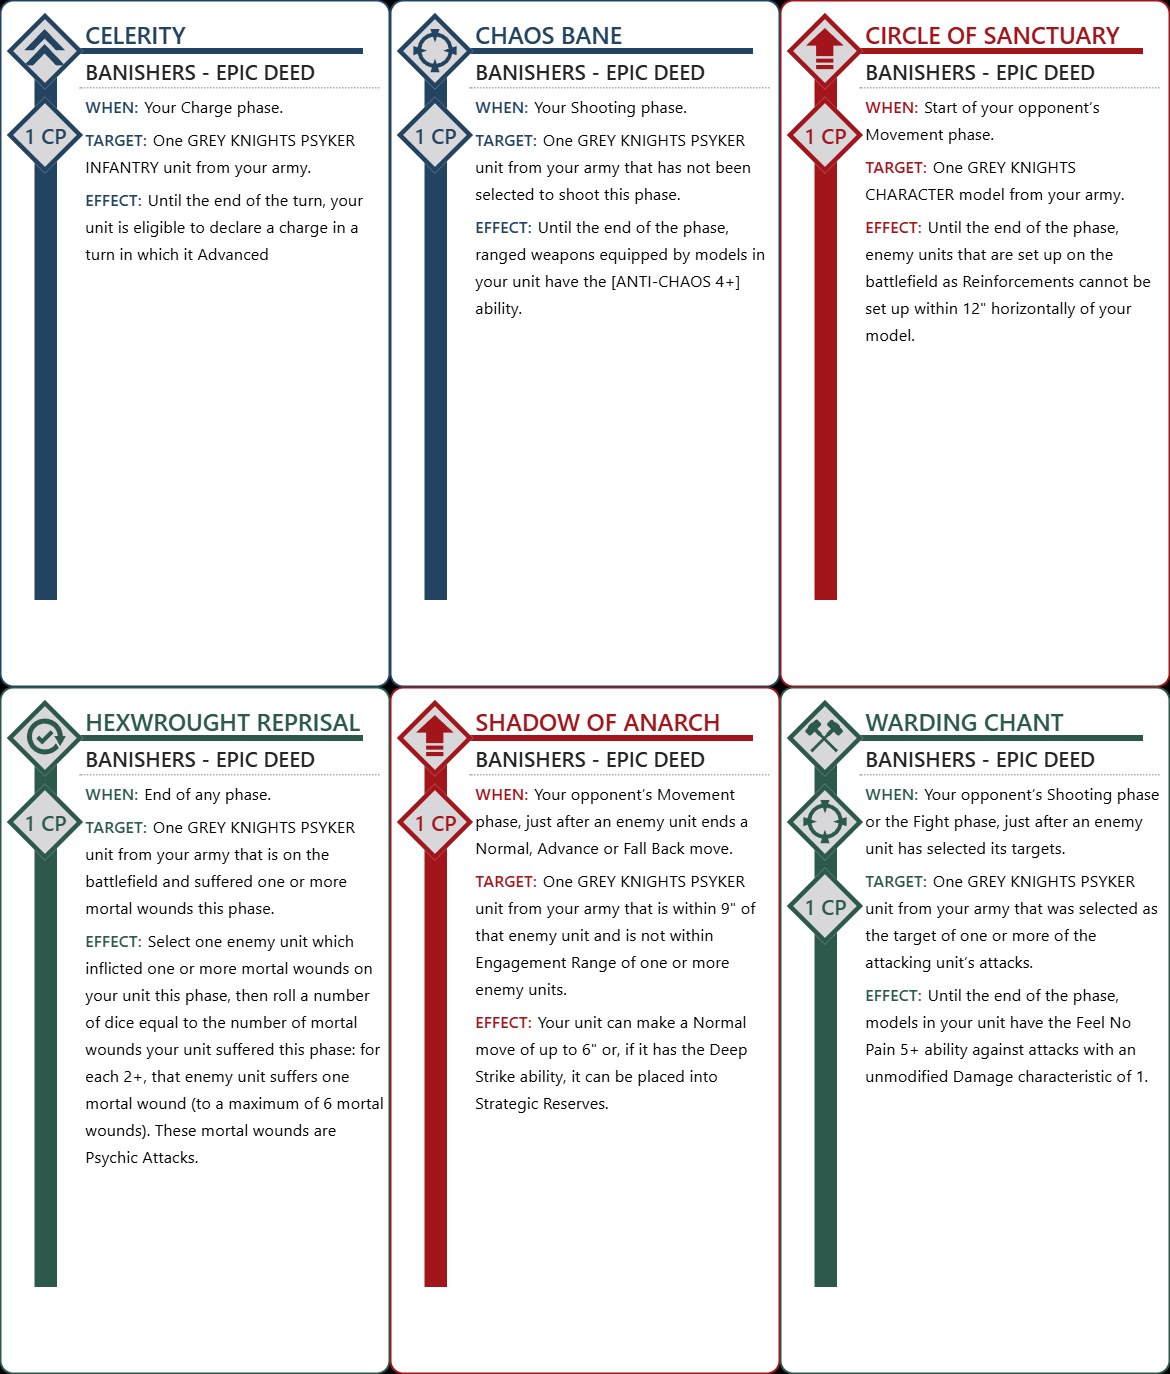 CELERITY
BANISHERS - EPIC DEED
WHEN: Your Charge phase.
1 CP
TARGET: One GREY KNIGHTS PSYKER
INFANTRY unit from your army.
EFFECT: Until the end of the turn, your
unit is eligible to declare a charge in a
turn in which it Advanced
CHAOS BANE
BANISHERS - EPIC DEED
WHEN: Your Shooting phase.
1 CP
TARGET: One GREY KNIGHTS PSYKER
unit from your army that has not been
selected to shoot this phase.
EFFECT: Until the end of the phase,
ranged weapons equipped by models in
your unit have the [ANTI-CHAOS 4+]
ability.
CIRCLE OF SANCTUARY
BANISHERS - EPIC DEED
WHEN: Start of your opponent's
Movement phase.
1 CP
TARGET: One GREY KNIGHTS
CHARACTER model from your army.
EFFECT: Until the end of the phase,
enemy units that are set up on the
battlefield as Reinforcements cannot be
set up within 12" horizontally of your
model.
HEXWROUGHT REPRISAL
BANISHERS - EPIC DEED
WHEN: End of any phase.
1 CP
TARGET: One GREY KNIGHTS PSYKER
unit from your army that is on the
battlefield and suffered one or more
mortal wounds this phase.
EFFECT: Select one enemy unit which
inflicted one or more mortal wounds on
your unit this phase, then roll a number
of dice equal to the number of mortal
wounds your unit suffered this phase: for
each 2+, that enemy unit suffers one
mortal wound (to a maximum of 6 mortal
wounds). These mortal wounds are
Psychic Attacks.
SHADOW OF ANARCH
BANISHERS - EPIC DEED
WHEN: Your opponent's Movement
phase, just after an enemy unit ends a
Normal, Advance or Fall Back move.
1 CP
TARGET: One GREY KNIGHTS PSYKER
unit from your army that is within 9" of
that enemy unit and is not within
Engagement Range of one or more
enemy units.
EFFECT: Your unit can make a Normal
move of up to 6" or, if it has the Deep
Strike ability, it can be placed into
Strategic Reserves.
WARDING CHANT
BANISHERS - EPIC DEED
WHEN: Your opponent's Shooting phase
or the Fight phase, just after an enemy
unit has selected its targets.
1 CP
TARGET: One GREY KNIGHTS PSYKER
unit from your army that was selected as
the target of one or more of the
attacking unit's attacks.
EFFECT: Until the end of the phase,
models in your unit have the Feel No
Pain 5+ ability against attacks with an
unmodified Damage characteristic of 1.